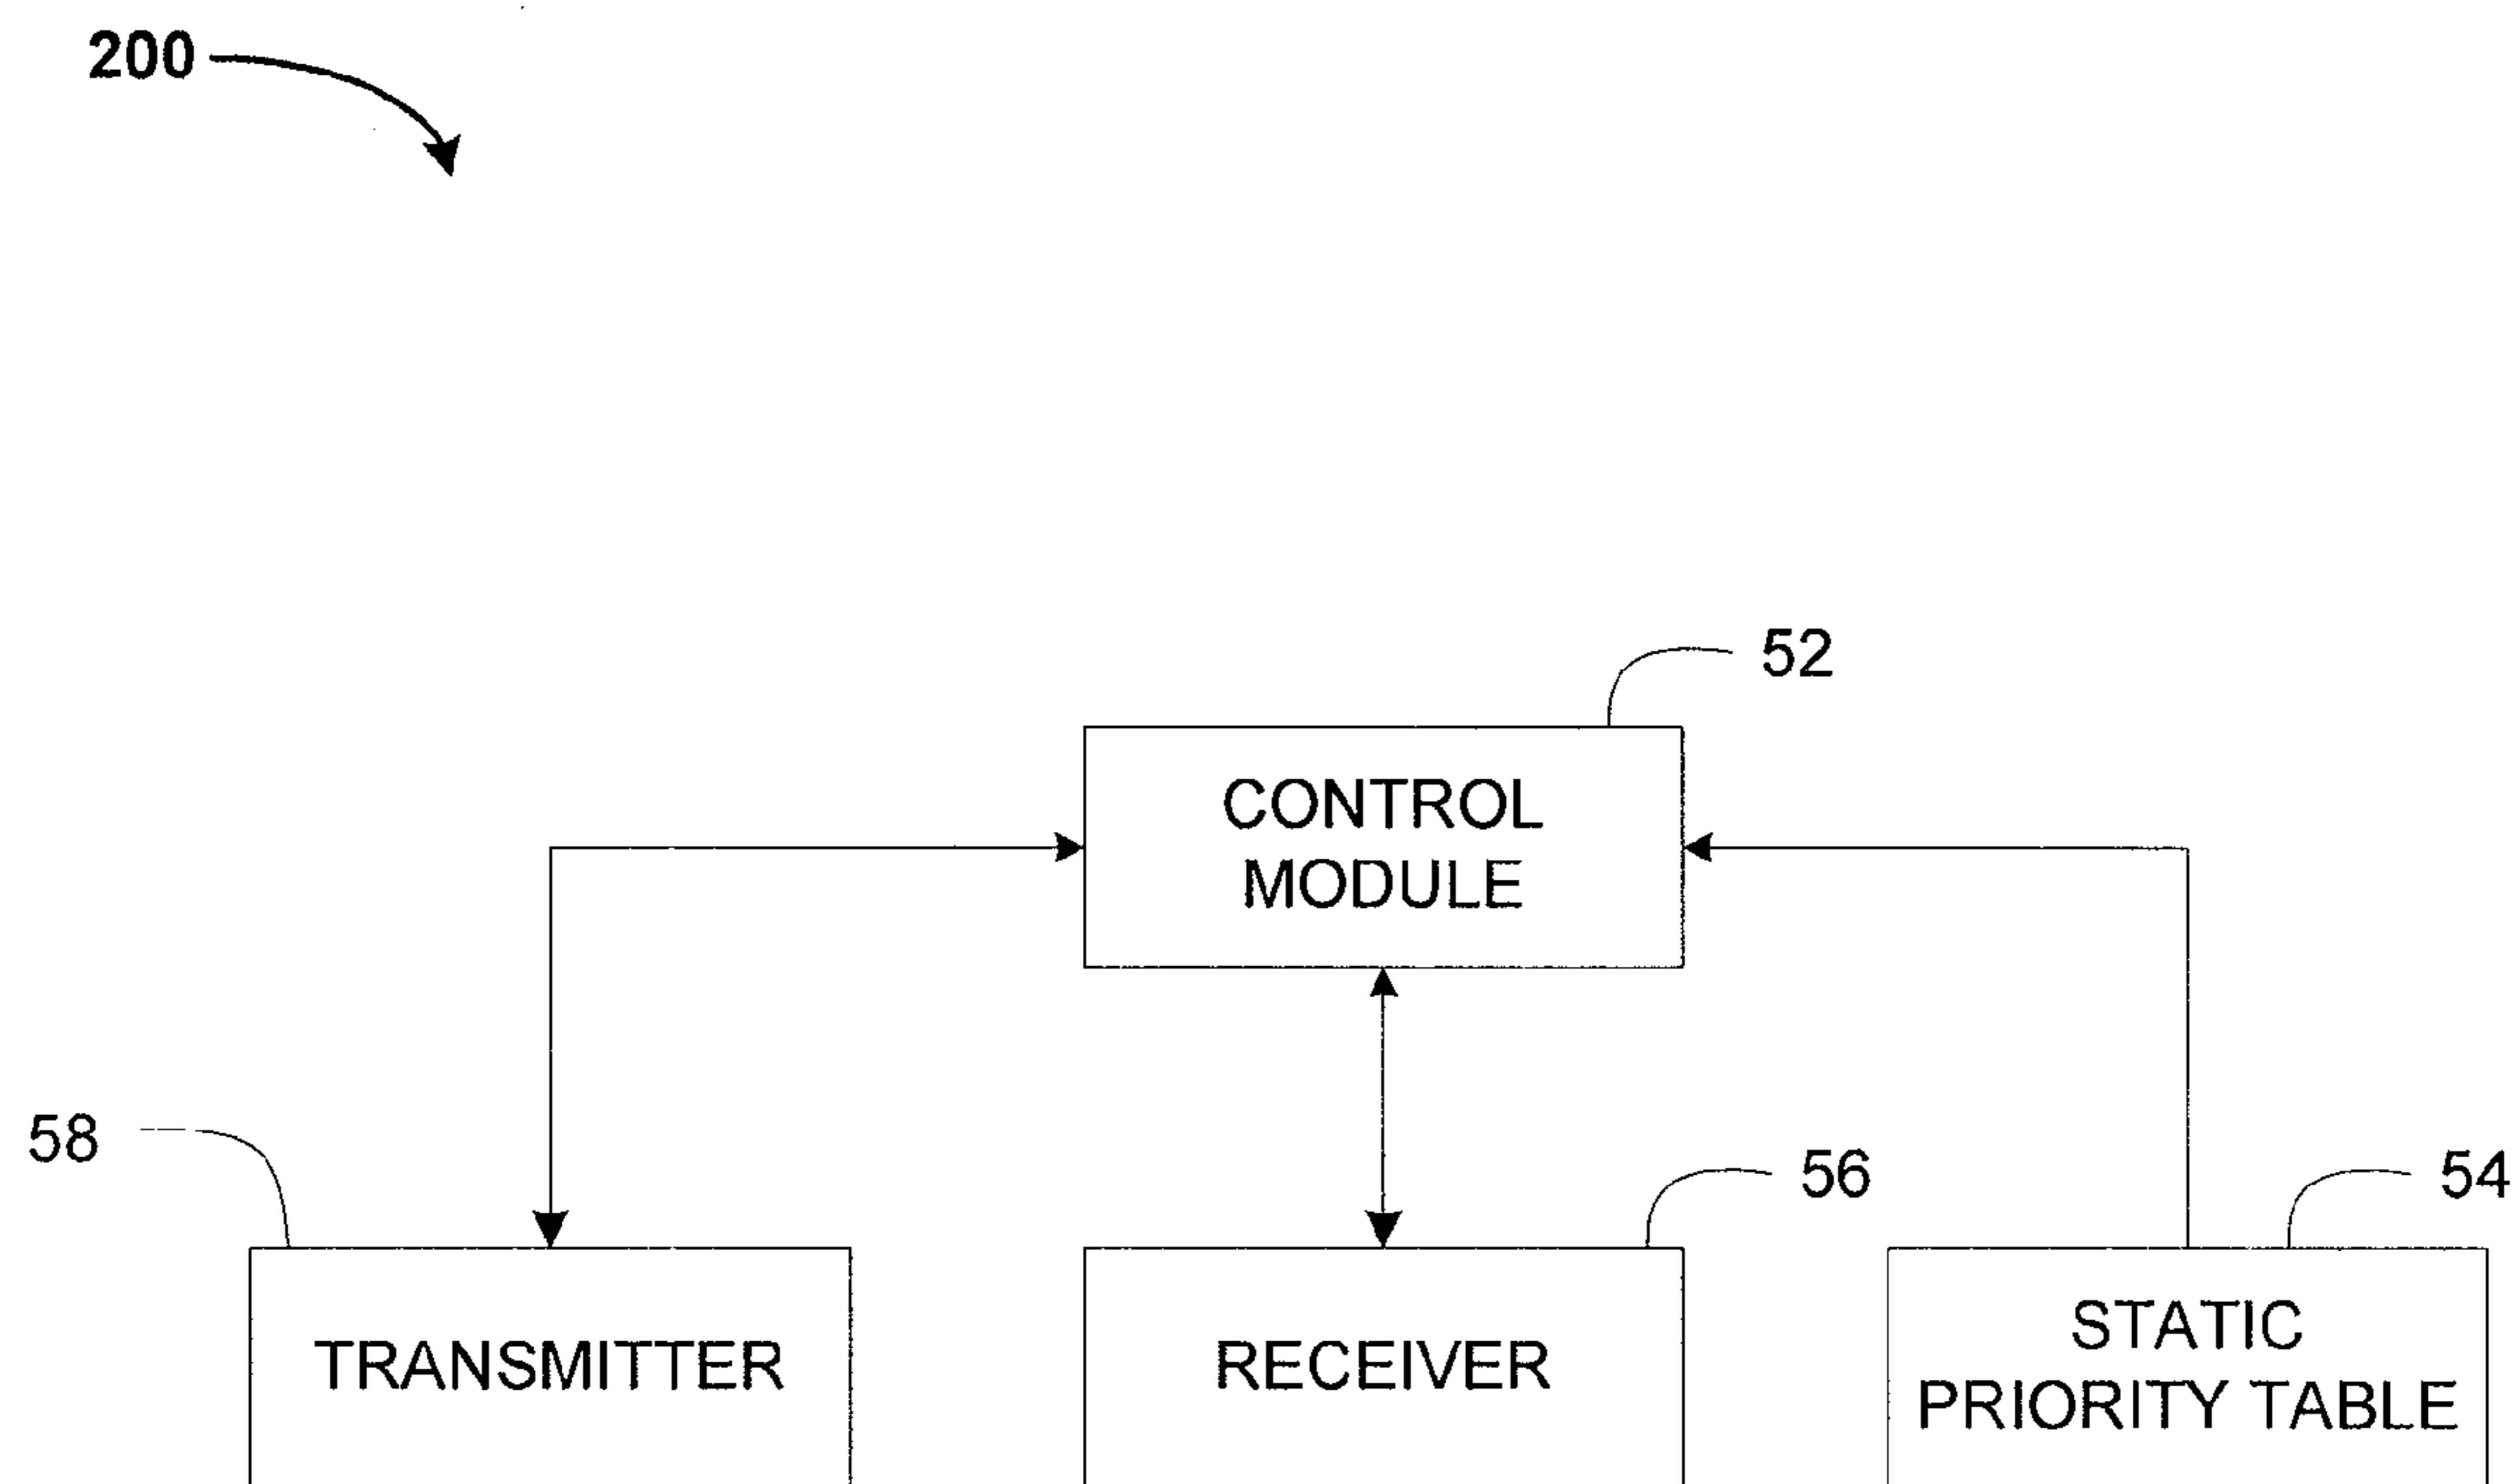 200
52
CONTROL
MODULE
58
56
54
TRANSMITTER
RECEIVER
STATIC
PRIORITY TABLE